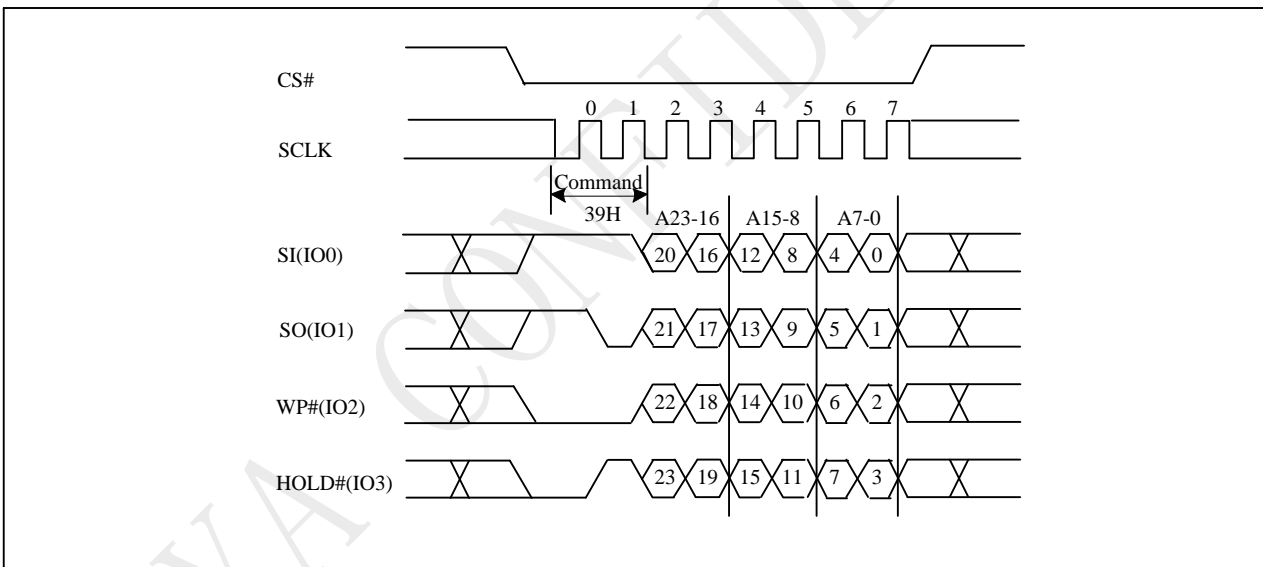 CS#
0 1 2 3 4 5 6 7
SCLK
Command
39H
A23-16 A15-8 A7-0
SI(IO0)
20 16 12 8 4 0
SO(IO1)
21 17 13 9 5 1
WP#(IO2)
22 18 14 10 6 2
HOLD#(IO3)
23 19 15 11 7 3